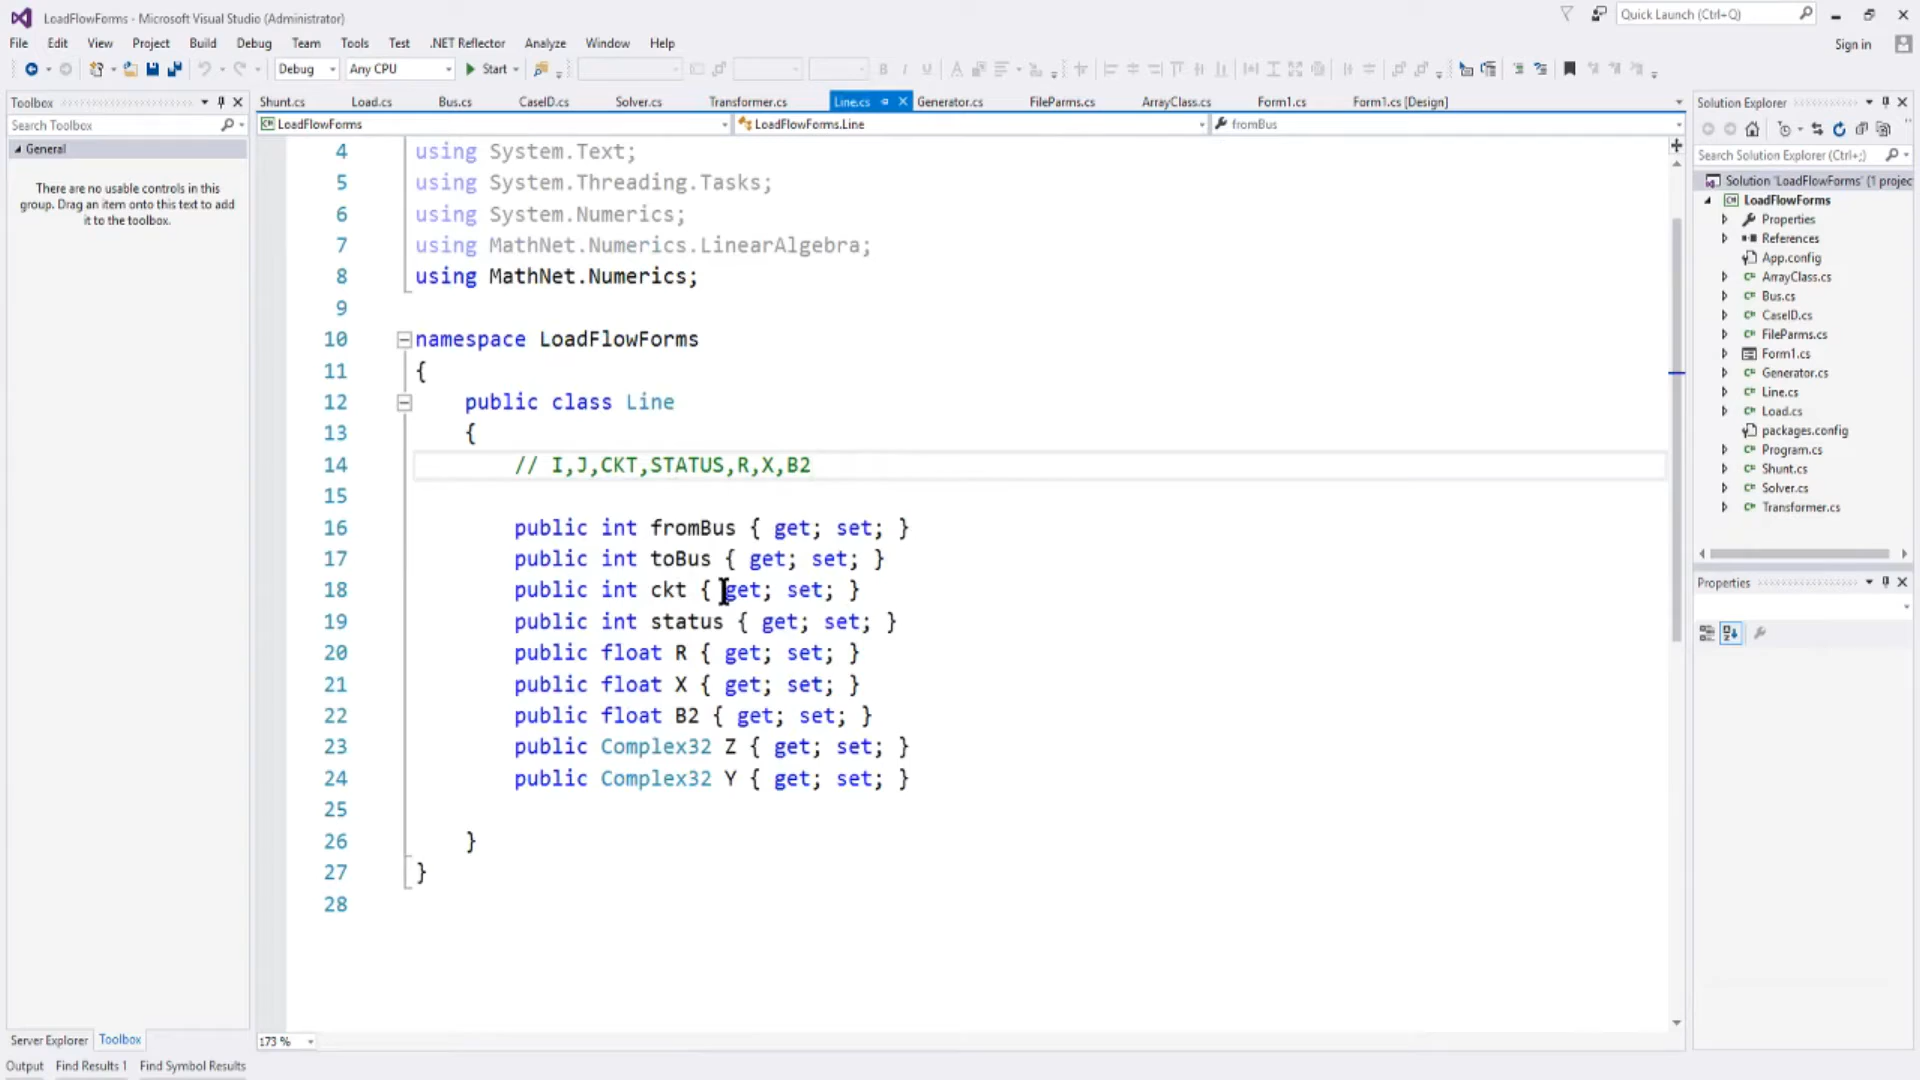 LoadFlowForms - Microsoft Visual Studio (Administrator)
Quick Launch (Ctrl+Q)
File Edit View Project Build Debug Team Tools Test .NET Reflector Analyze Window Help
Sign in
Debug Any CPU Start
Toolbox
Search Toolbox
General
There are no usable controls in this
group. Drag an item onto this text to add
it to the toolbox.
Shunt.cs Load.cs Bus.cs CaseID.cs Solver.cs Transformer.cs Line.cs Generator.cs FileParms.cs ArrayClass.cs Form1.cs Form1.cs [Design]
LoadFlowForms LoadFlowForms.Line fromBus
4 using System.Text;
5 using System.Threading.Tasks;
6 using System.Numerics;
7 using MathNet.Numerics.LinearAlgebra;
8 using MathNet.Numerics;
9
10 namespace LoadFlowForms
11 {
12 public class Line
13 {
14 // I,J,CKT,STATUS,R,X,B2
15
16 public int fromBus { get; set; }
17 public int toBus { get; set; }
18 public int ckt { get; set; }
19 public int status { get; set; }
20 public float R { get; set; }
21 public float X { get; set; }
22 public float B2 { get; set; }
23 public Complex32 Z { get; set; }
24 public Complex32 Y { get; set; }
25
26 }
27 }
28
173 %
Solution Explorer
Search Solution Explorer (Ctrl+;)
Solution 'LoadFlowForms' (1 projec
LoadFlowForms
Properties
References
App.config
ArrayClass.cs
Bus.cs
CaseID.cs
FileParms.cs
Form1.cs
Generator.cs
Line.cs
Load.cs
packages.config
Program.cs
Shunt.cs
Solver.cs
Transformer.cs
Properties
Server Explorer Toolbox
Output Find Results 1 Find Symbol Results